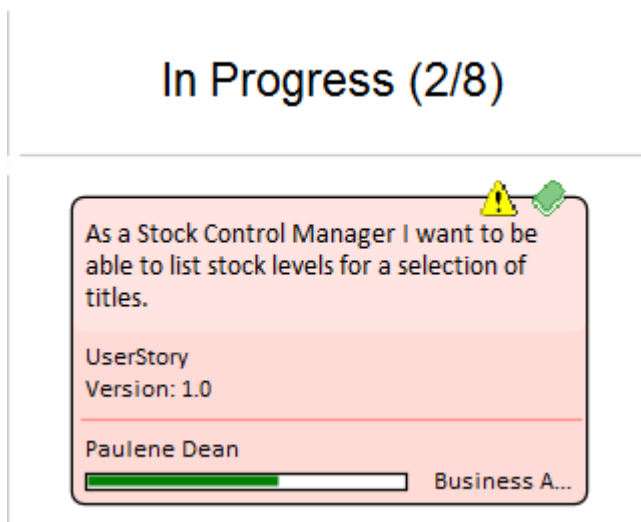 In Progress (2/8)
As a Stock Control Manager I want to be
able to list stock levels for a selection of
titles.
UserStory
Version: 1.0
Paulene Dean
Business A...